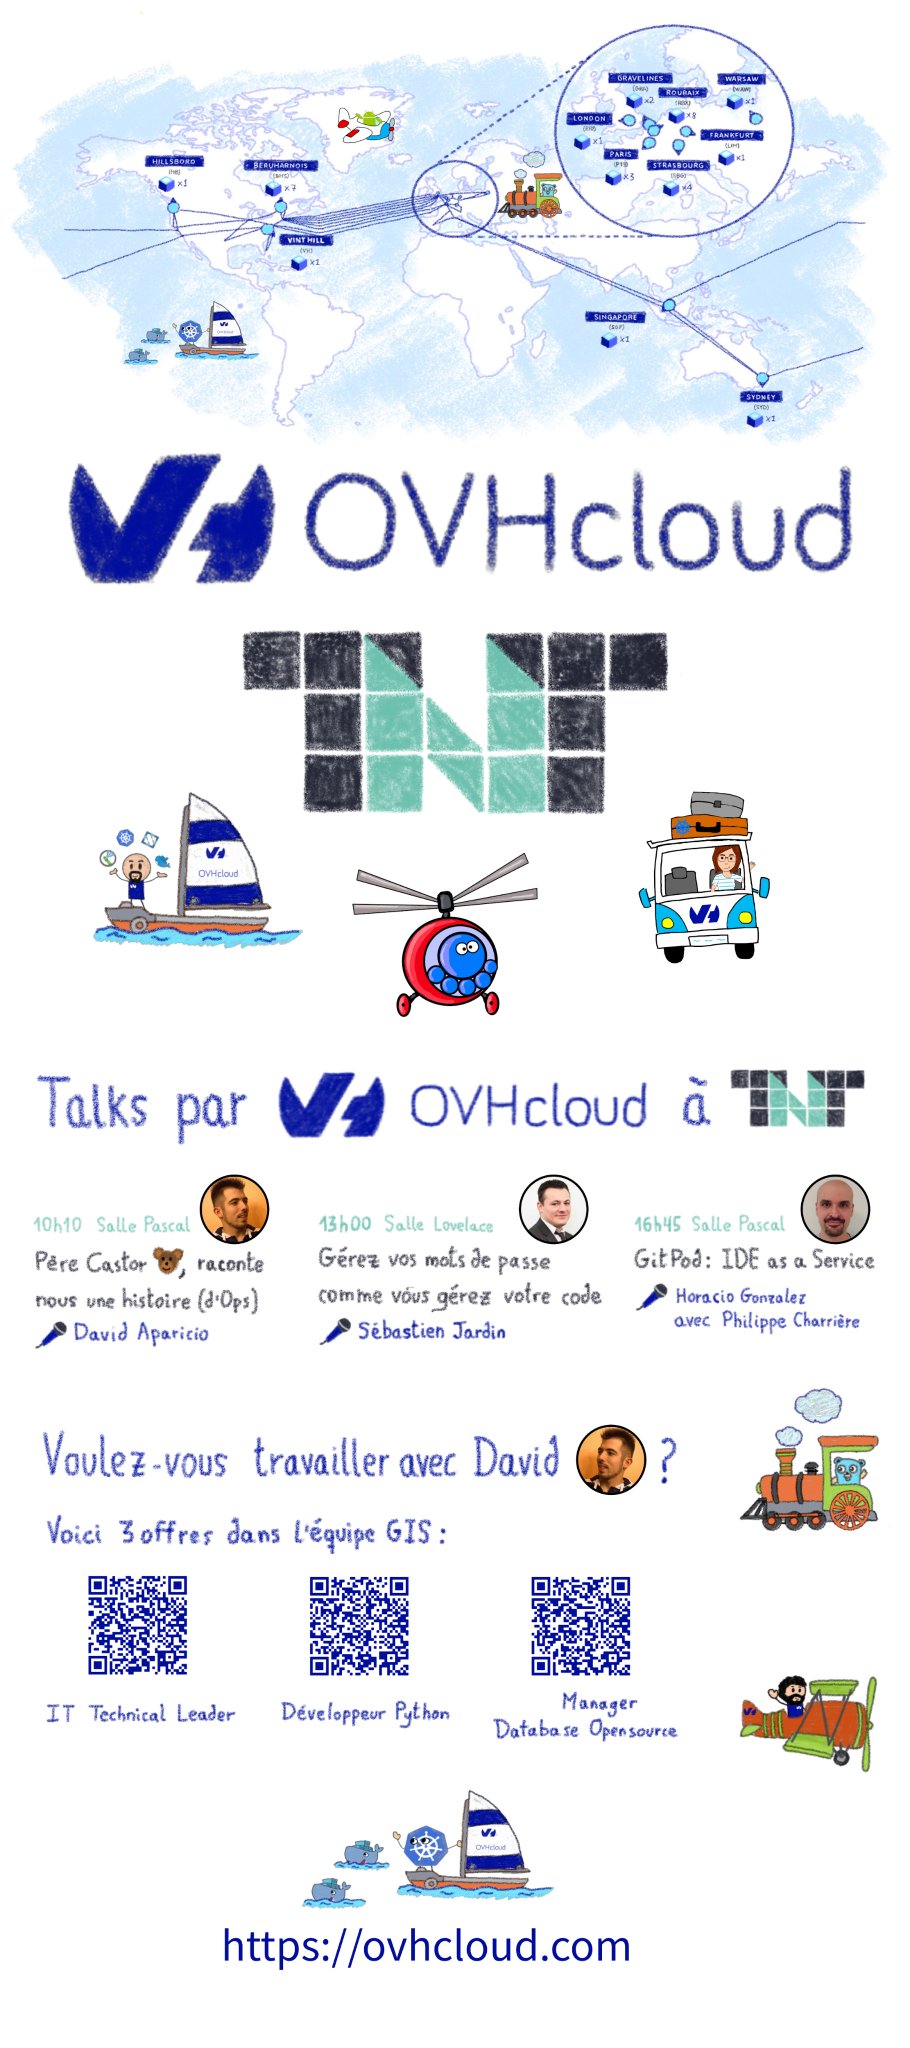 GRAVELINES
(GRA)
x2
WARSAW
(WAW)
x1
ROUBAIX
(RBX)
x8
LONDON
(ERI)
x1
FRANKFURT
(LIM)
x1
PARIS
(P19)
x3
STRASBOURG
(SBG)
x4
HILLSBORO
(HIL)
x1
BEAUHARNOIS
(BHS)
x7
VINT HILL
(VH)
x1
SINGAPORE
(SGP)
x1
SYDNEY
(SYD)
x1
OVHcloud
OVHcloud
TNT
OVHcloud
Talks par OVHcloud à TNT
10h10 Salle Pascal
Père Castor, raconte
nous une histoire (d'Ops)
David Aparicio
13h00 Salle Lovelace
Gérez vos mots de passe
comme vous gérez votre code
Sébastien Jardin
16h45 Salle Pascal
GitPod: IDE as a Service
Horacio Gonzalez
avec Philippe Charrière
Voulez-vous travailler avec David ?
Voici 3 offres dans l'équipe GIS :
IT Technical Leader
Développeur Python
Manager
Database Opensource
OVHcloud
https://ovhcloud.com